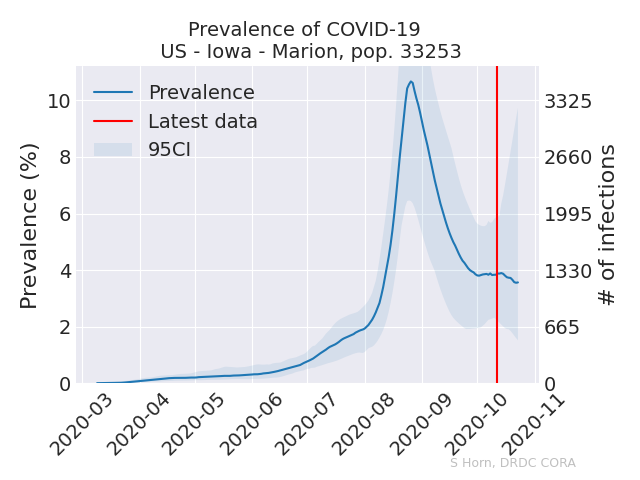 Prevalence of COVID-19
US - Iowa - Marion, pop. 33253
Prevalence
Latest data
95CI
Prevalence (%)
10
8
6
4
2
0
3325
2660
1995
1330
665
0
# of infections
2020-03
2020-04
2020-05
2020-06
2020-07
2020-08
2020-09
2020-10
2020-11
S Horn, DRDC CORA